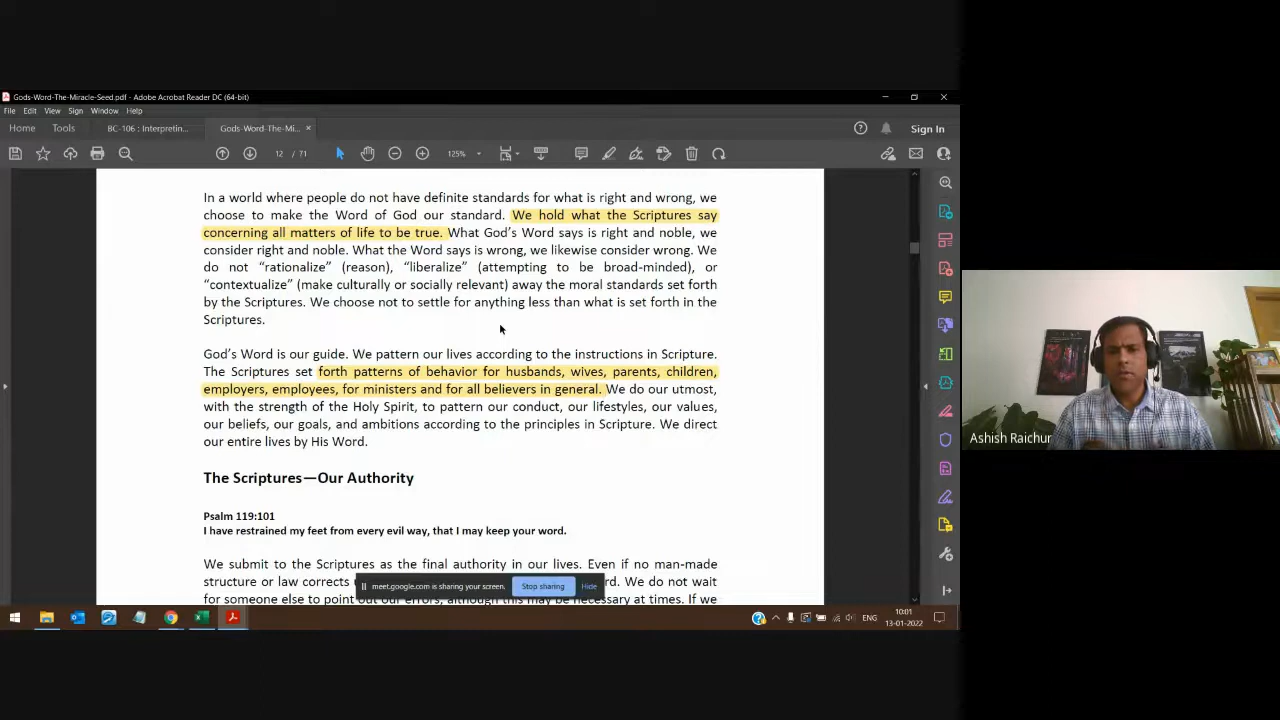 Gods-Word-The-Miracle-Seed.pdf - Adobe Acrobat Reader DC (64-bit)
File Edit View Sign Window Help
Home Tools BC-106 : Interpretin... Gods-Word-The-Mi... × Sign In
12 / 71 125%
In a world where people do not have definite standards for what is right and wrong, we
choose to make the Word of God our standard. We hold what the Scriptures say
concerning all matters of life to be true. What God’s Word says is right and noble, we
consider right and noble. What the Word says is wrong, we likewise consider wrong. We
do not “rationalize” (reason), “liberalize” (attempting to be broad-minded), or
“contextualize” (make culturally or socially relevant) away the moral standards set forth
by the Scriptures. We choose not to settle for anything less than what is set forth in the
Scriptures.
God’s Word is our guide. We pattern our lives according to the instructions in Scripture.
The Scriptures set forth patterns of behavior for husbands, wives, parents, children,
employers, employees, for ministers and for all believers in general. We do our utmost,
with the strength of the Holy Spirit, to pattern our conduct, our lifestyles, our values,
our beliefs, our goals, and ambitions according to the principles in Scripture. We direct
our entire lives by His Word.
The Scriptures—Our Authority
Psalm 119:101
I have restrained my feet from every evil way, that I may keep your word.
We submit to the Scriptures as the final authority in our lives. Even if no man-made
structure or law corrects rd. We do not wait
for someone else to point out our errors, although this may be necessary at times. If we
meet.google.com is sharing your screen. Stop sharing Hide
ENG 10:01
13-01-2022
Ashish Raichur